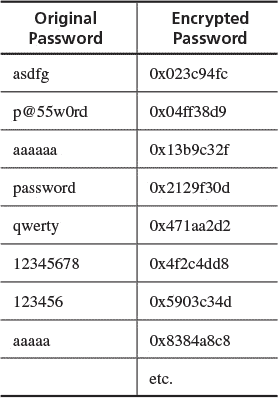 Original Password Encrypted Password
asdfg 0x023c94fc
p@55w0rd 0x04ff38d9
aaaaaa 0x13b9c32f
password 0x2129f30d
qwerty 0x471aa2d2
12345678 0x4f2c4dd8
123456 0x5903c34d
aaaaa 0x8384a8c8
etc.